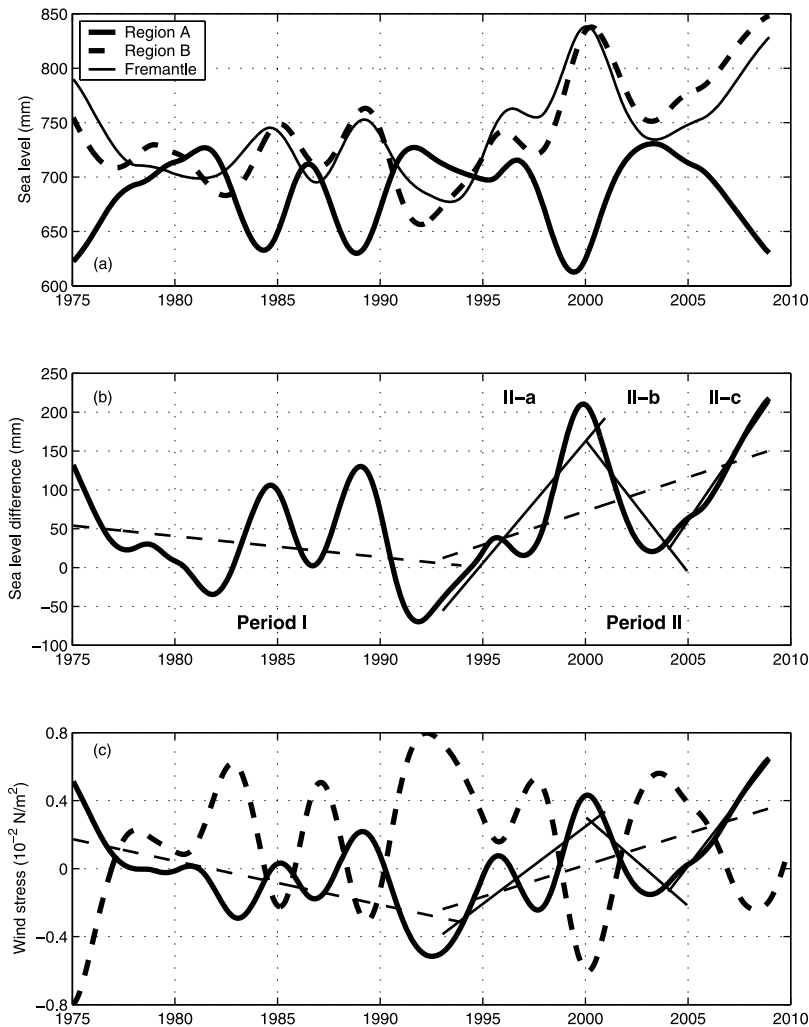 850
800
750
700
650
600
Sea level (mm)
Region A
Region B
Fremantle
(a)
1975 1980 1985 1990 1995 2000 2005 2010
250
200
150
100
50
0
−50
−100
Sea level difference (mm)
(b)
II−a II−b II−c
Period I Period II
1975 1980 1985 1990 1995 2000 2005 2010
0.8
0.4
0
−0.4
−0.8
Wind stress (10⁻² N/m²)
(c)
1975 1980 1985 1990 1995 2000 2005 2010